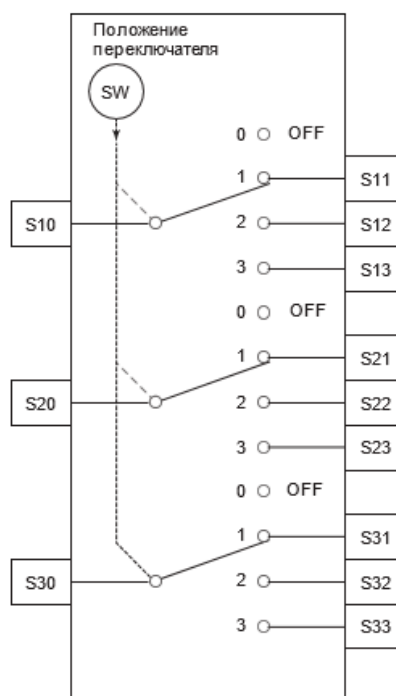 Положение
переключателя
SW
0 OFF
1 S11
S10 2 S12
3 S13
0 OFF
1 S21
S20 2 S22
3 S23
0 OFF
1 S31
S30 2 S32
3 S33